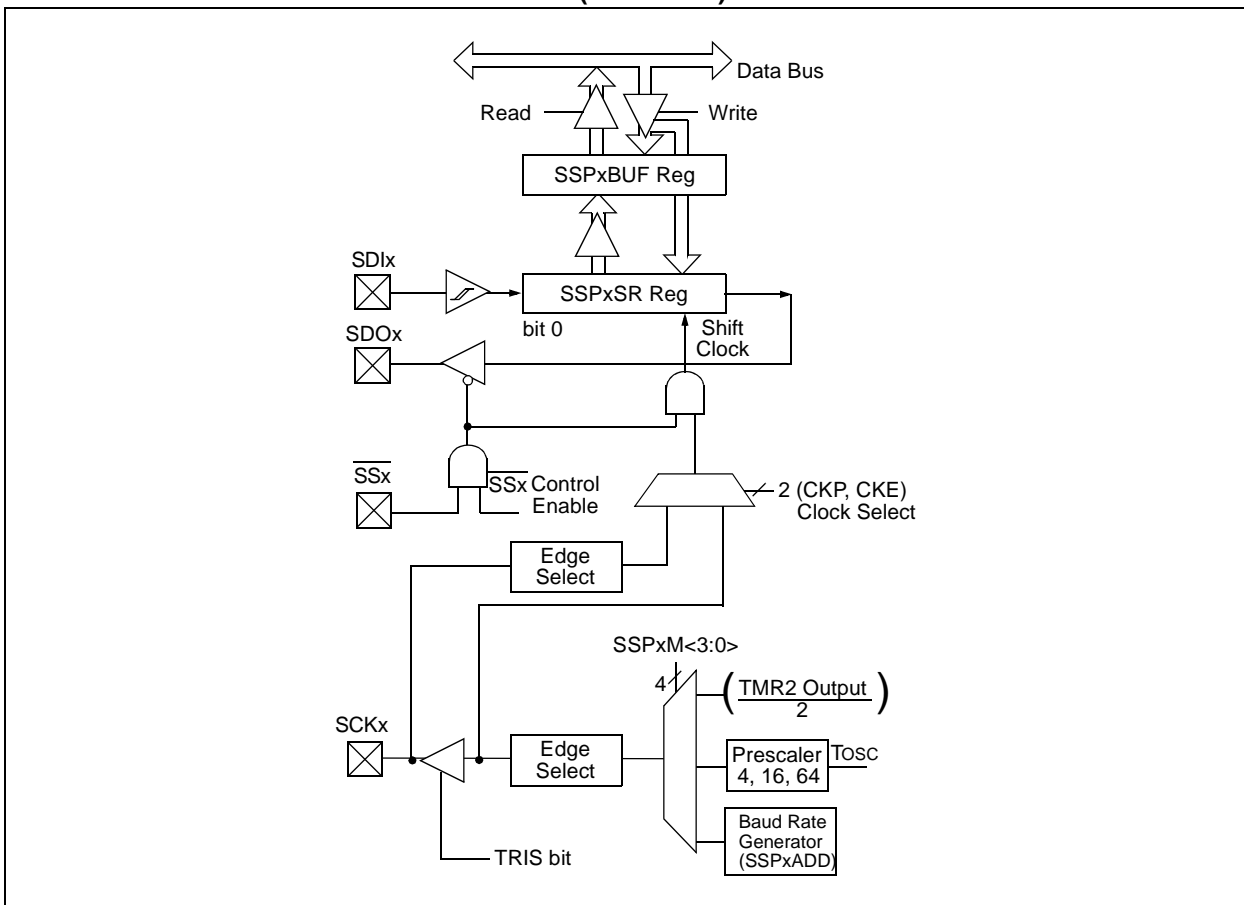 Data Bus
Read
Write
SSPxBUF Reg
SDIx
SSPxSR Reg
bit 0
Shift
Clock
SDOx
SSx
SSx Control
Enable
2 (CKP, CKE)
Clock Select
Edge
Select
SSPxM<3:0>
4
(TMR2 Output)
2
SCKx
Edge
Select
Prescaler
4, 16, 64
TOSC
Baud Rate
Generator
(SSPxADD)
TRIS bit